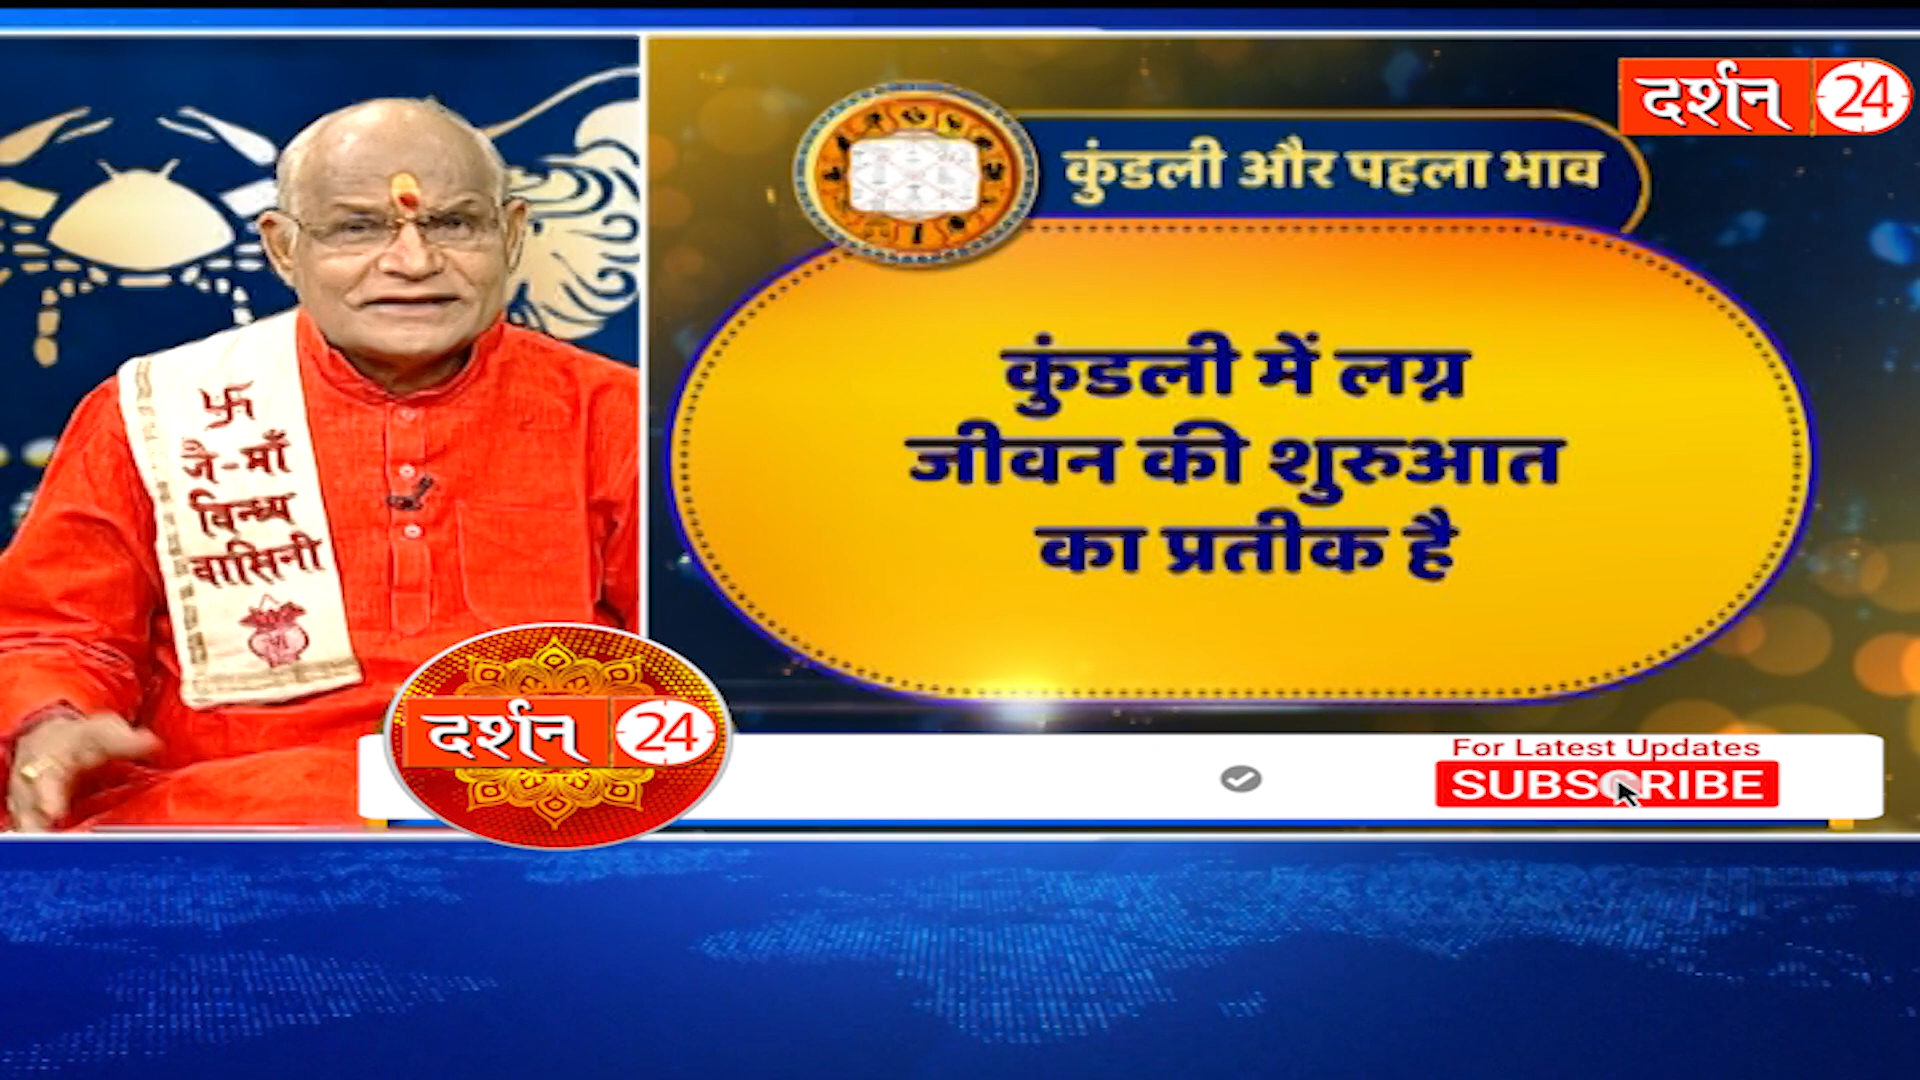 दर्शन 24
कुंडली और पहला भाव
कुंडली में लग्न
जीवन की शुरुआत
का प्रतीक है
जै-माँ
विन्ध्य
वासिनी
दर्शन 24
For Latest Updates
SUBSCRIBE